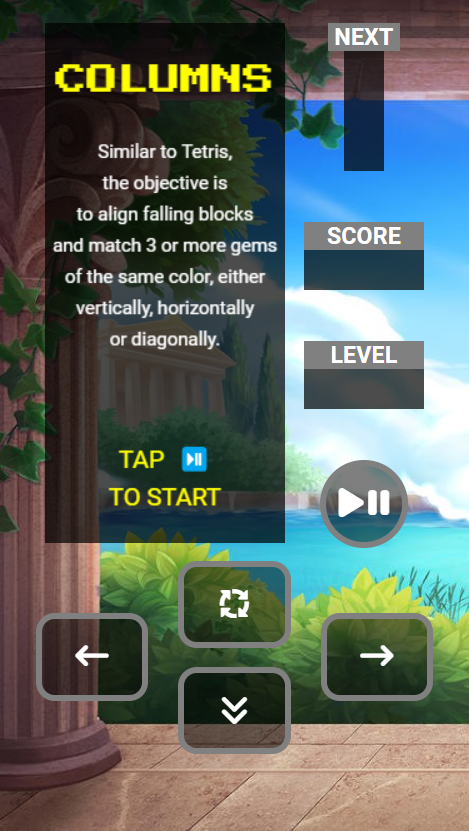 COLUMNS
Similar to Tetris,
the objective is
to align falling blocks
and match 3 or more gems
of the same color, either
vertically, horizontally
or diagonally.
TAP ⏯
TO START
NEXT
SCORE
LEVEL